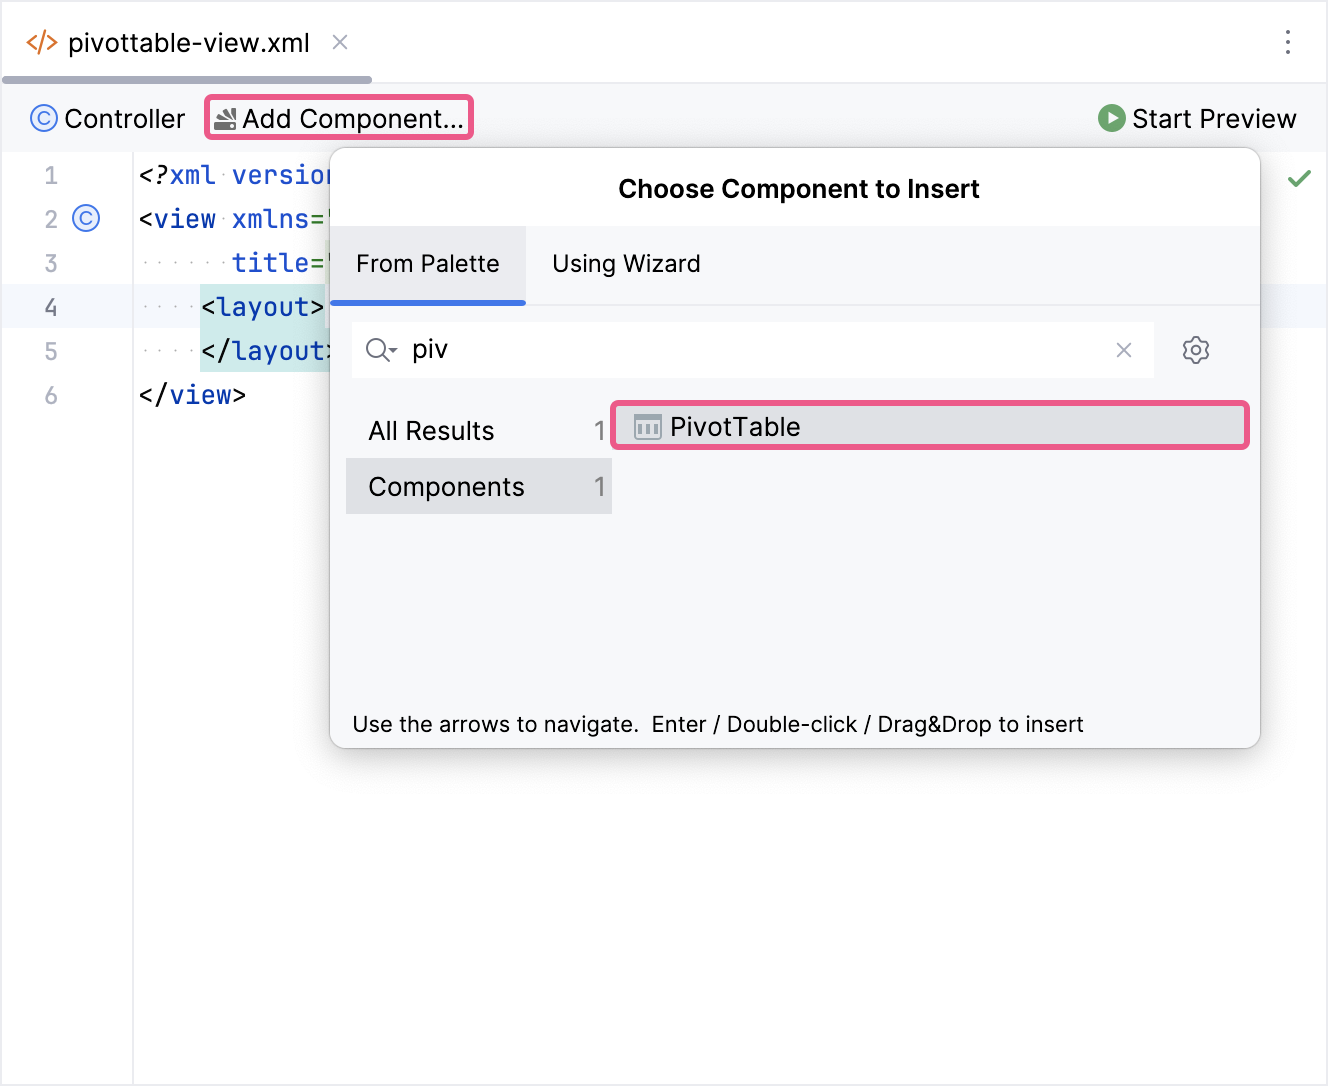 </> pivottable-view.xml
Controller Add Component... Start Preview
1 <?xml version
2 <view xmlns="
3 title="
4 <layout>
5 </layout>
6 </view>
Choose Component to Insert
From Palette Using Wizard
piv
All Results 1
PivotTable
Components 1
Use the arrows to navigate. Enter / Double-click / Drag&Drop to insert